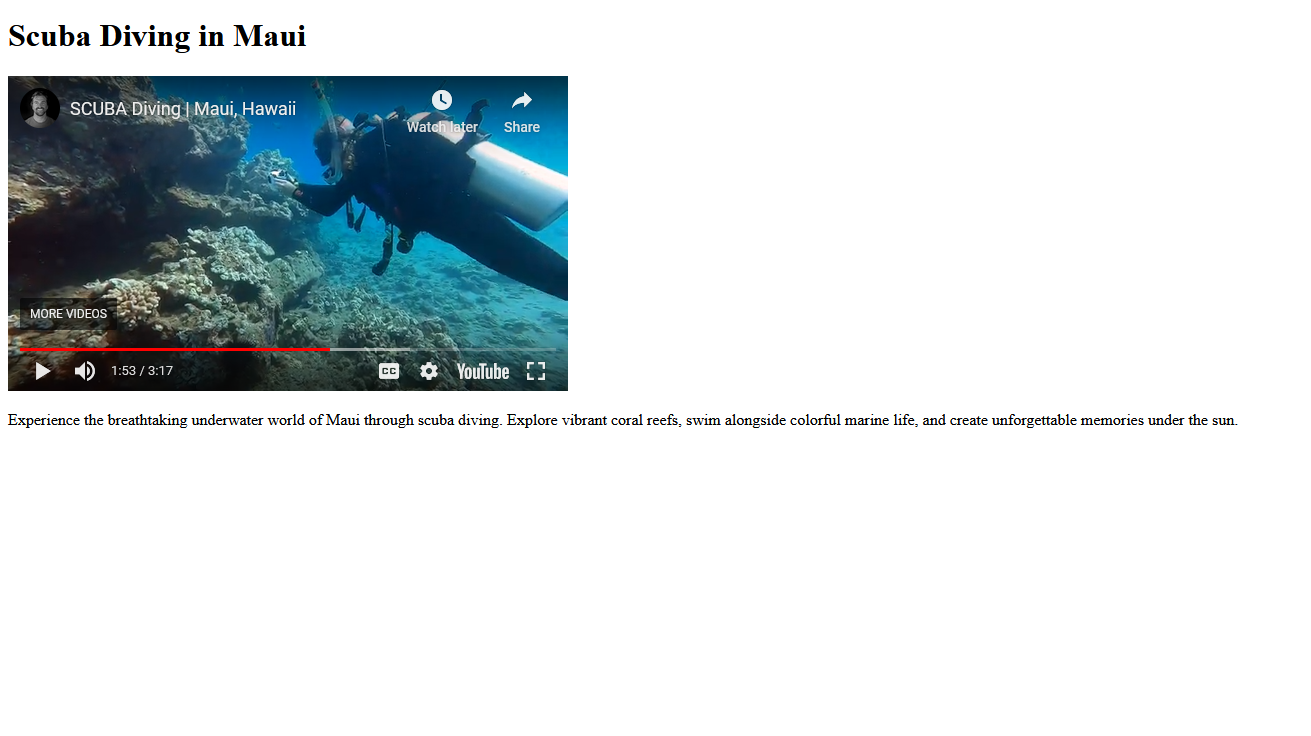 Scuba Diving in Maui
SCUBA Diving | Maui, Hawaii
Watch later
Share
MORE VIDEOS
1:53 / 3:17
CC
YouTube
Experience the breathtaking underwater world of Maui through scuba diving. Explore vibrant coral reefs, swim alongside colorful marine life, and create unforgettable memories under the sun.